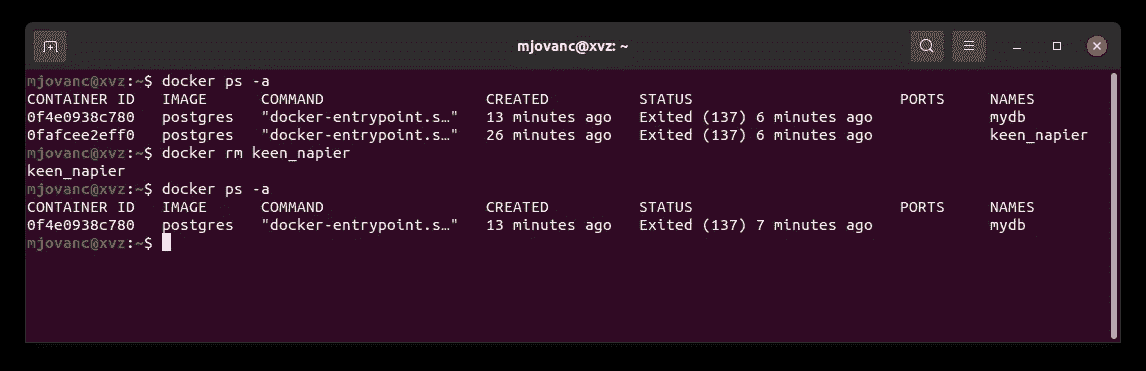 mjovanc@xvz: ~
mjovanc@xvz:~$ docker ps -a
CONTAINER ID   IMAGE      COMMAND                  CREATED          STATUS                       PORTS     NAMES
0f4e0938c780   postgres   "docker-entrypoint.s…"   13 minutes ago   Exited (137) 6 minutes ago             mydb
0fafcee2eff0   postgres   "docker-entrypoint.s…"   26 minutes ago   Exited (137) 6 minutes ago             keen_napier
mjovanc@xvz:~$ docker rm keen_napier
keen_napier
mjovanc@xvz:~$ docker ps -a
CONTAINER ID   IMAGE      COMMAND                  CREATED          STATUS                       PORTS     NAMES
0f4e0938c780   postgres   "docker-entrypoint.s…"   13 minutes ago   Exited (137) 7 minutes ago             mydb
mjovanc@xvz:~$